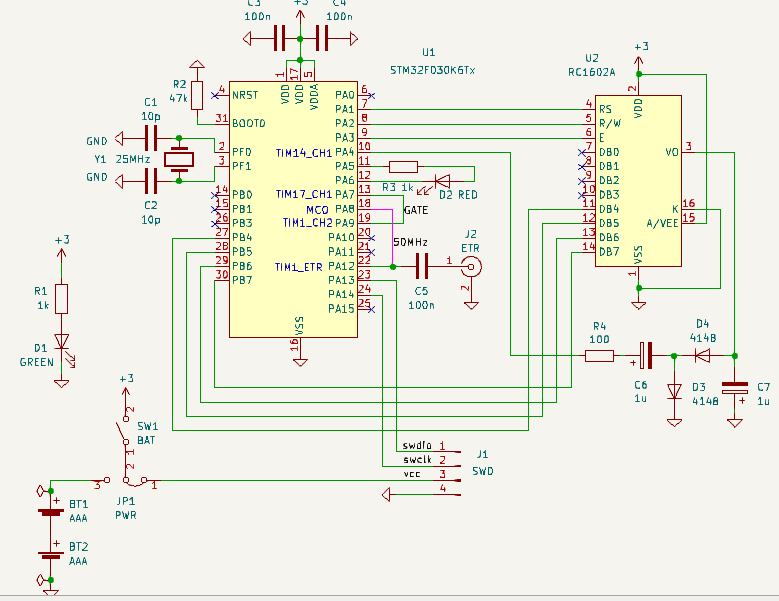 C3
100n
+3
C4
100n
U1
STM32F030K6Tx
U2
RC1602A
+3
R2
47k
4
NRST
1
VDD
17
VDD
5
VDDA
PA0
6
PA1
7
PA2
8
PA3
9
TIM14_CH1
PA4
10
PA5
11
PA6
12
TIM17_CH1
PA7
13
MCO
PA8
18
TIM1_CH2
PA9
19
PA10
20
PA11
21
TIM1_ETR
PA12
22
PA13
23
PA14
24
PA15
25
31
BOOT0
2
PF0
3
PF1
14
PB0
15
PB1
26
PB3
27
PB4
28
PB5
29
PB6
30
PB7
16
VSS
C1
10p
GND
Y1 25MHz
GND
C2
10p
R3 1k
D2 RED
GATE
50MHz
J2
ETR
1
2
C5
100n
2
VDD
4
RS
5
R/W
6
E
7
DB0
8
DB1
9
DB2
10
DB3
11
DB4
12
DB5
13
DB6
14
DB7
VO
3
K
16
A/VEE
15
1
VSS
+3
R1
1k
D1
GREEN
R4
100
D4
4148
+
C6
1u
D3
4148
+
C7
1u
+3
2
SW1
BAT
1
2
3
1
JP1
PWR
swdio
1
swclk
2
vcc
3
4
J1
SWD
+
BT1
AAA
+
BT2
AAA